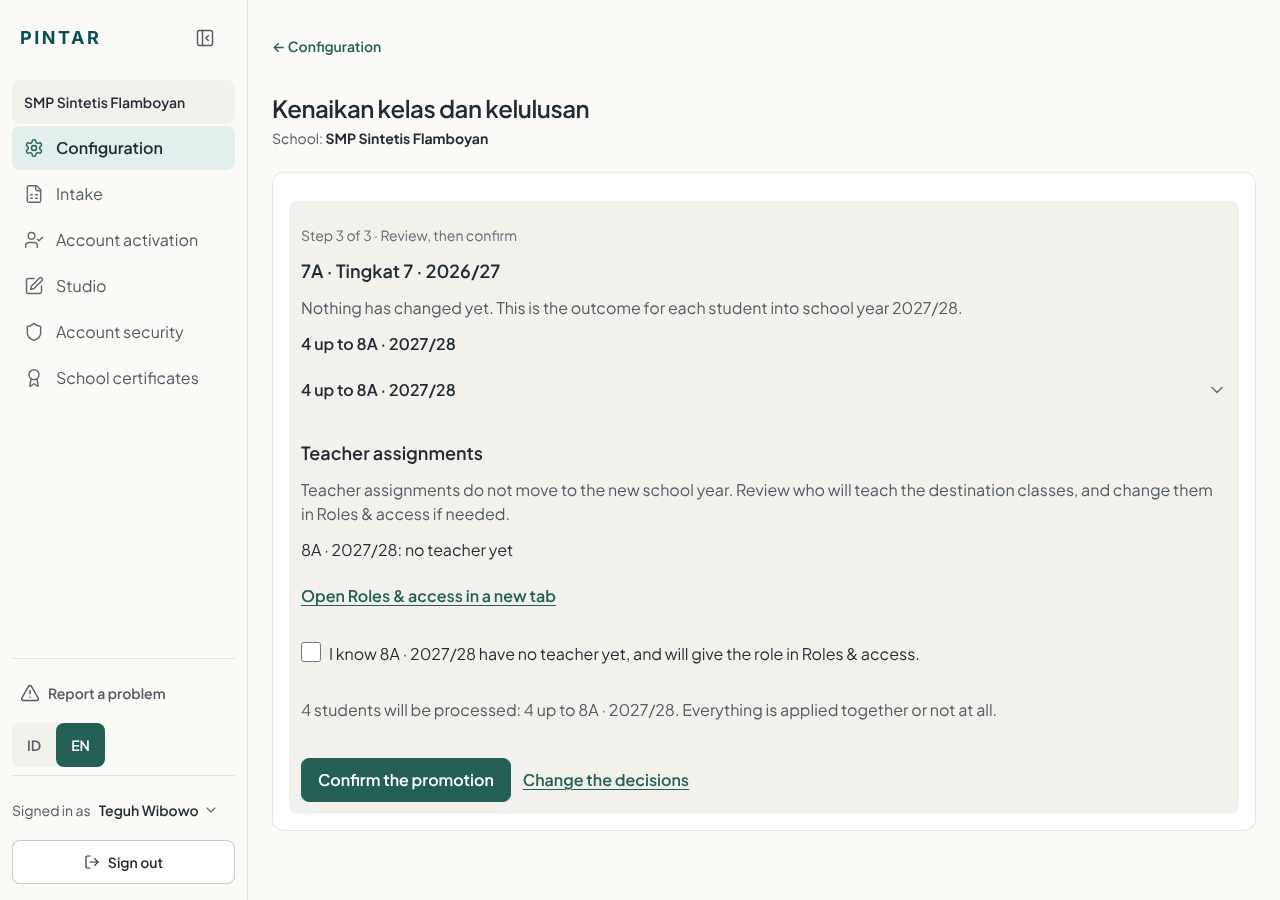 PINTAR
SMP Sintetis Flamboyan
Configuration
Intake
Account activation
Studio
Account security
School certificates
Report a problem
ID EN
Signed in as Teguh Wibowo
Sign out
← Configuration
Kenaikan kelas dan kelulusan
School: SMP Sintetis Flamboyan
Step 3 of 3 · Review, then confirm
7A · Tingkat 7 · 2026/27
Nothing has changed yet. This is the outcome for each student into school year 2027/28.
4 up to 8A · 2027/28
4 up to 8A · 2027/28
Teacher assignments
Teacher assignments do not move to the new school year. Review who will teach the destination classes, and change them
in Roles & access if needed.
8A · 2027/28: no teacher yet
Open Roles & access in a new tab
I know 8A · 2027/28 have no teacher yet, and will give the role in Roles & access.
4 students will be processed: 4 up to 8A · 2027/28. Everything is applied together or not at all.
Confirm the promotion Change the decisions